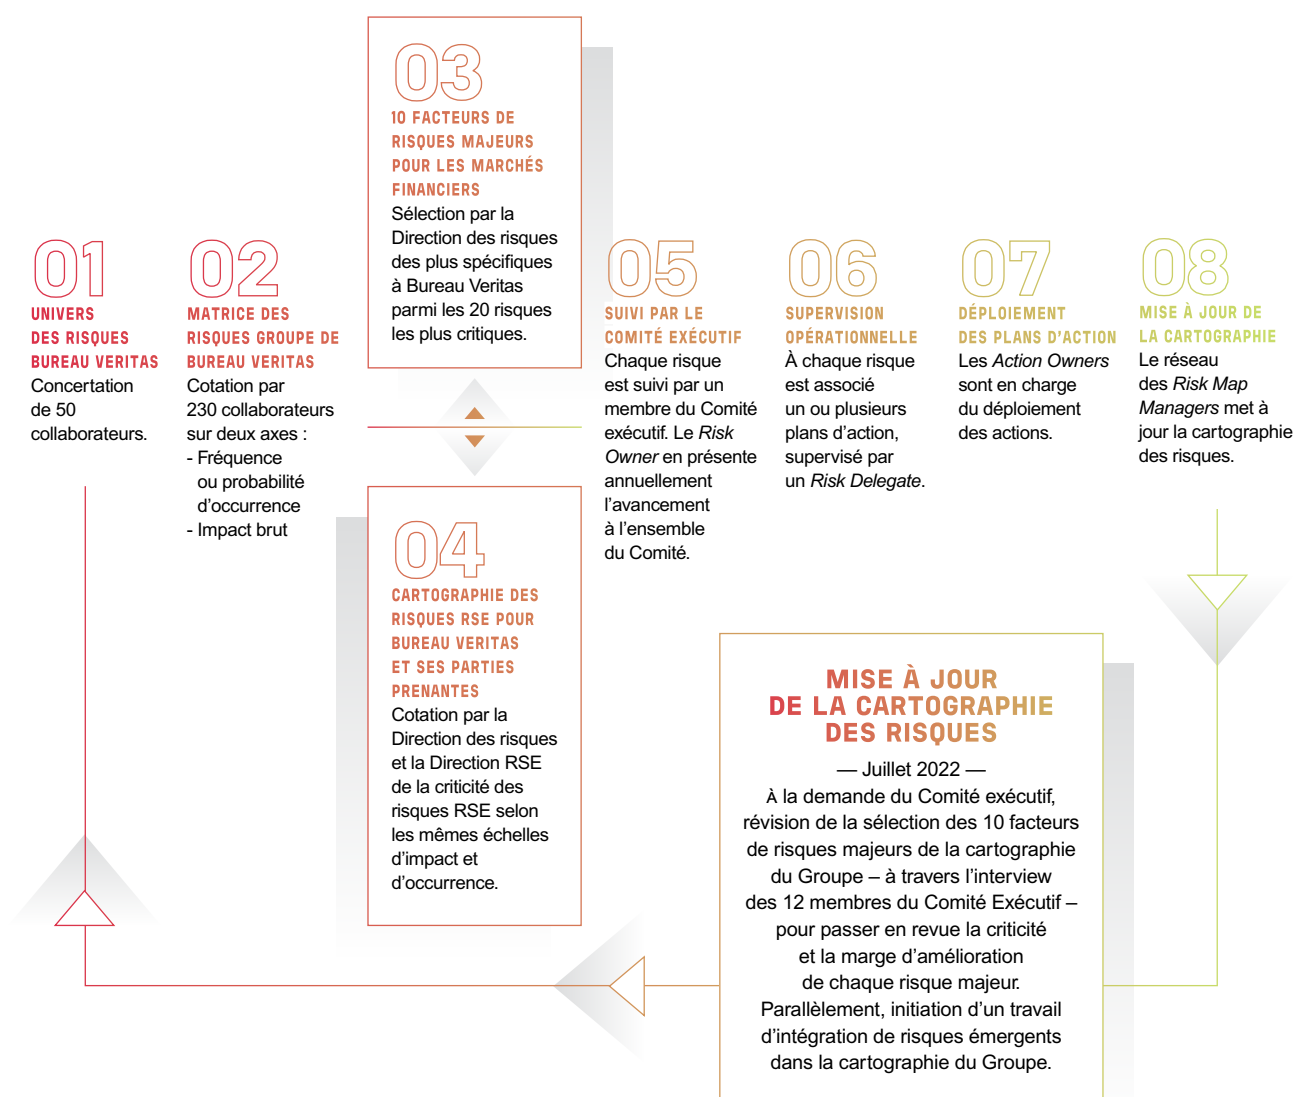 01
UNIVERS
DES RISQUES
BUREAU VERITAS
Concertation
de 50
collaborateurs.
02
MATRICE DES
RISQUES GROUPE DE
BUREAU VERITAS
Cotation par
230 collaborateurs
sur deux axes :
- Fréquence
ou probabilité
d’occurrence
- Impact brut
03
10 FACTEURS DE
RISQUES MAJEURS
POUR LES MARCHÉS
FINANCIERS
Sélection par la
Direction des risques
des plus spécifiques
à Bureau Veritas
parmi les 20 risques
les plus critiques.
04
CARTOGRAPHIE DES
RISQUES RSE POUR
BUREAU VERITAS
ET SES PARTIES
PRENANTES
Cotation par la
Direction des risques
et la Direction RSE
de la criticité des
risques RSE selon
les mêmes échelles
d’impact et
d’occurrence.
05
SUIVI PAR LE
COMITÉ EXÉCUTIF
Chaque risque
est suivi par un
membre du Comité
exécutif. Le Risk
Owner en présente
annuellement
l’avancement
à l’ensemble
du Comité.
06
SUPERVISION
OPÉRATIONNELLE
À chaque risque
est associé
un ou plusieurs
plans d’action,
supervisé par
un Risk Delegate.
07
DÉPLOIEMENT
DES PLANS D’ACTION
Les Action Owners
sont en charge
du déploiement
des actions.
08
MISE À JOUR DE
LA CARTOGRAPHIE
Le réseau
des Risk Map
Managers met à
jour la cartographie
des risques.
MISE À JOUR
DE LA CARTOGRAPHIE
DES RISQUES
— Juillet 2022 —
À la demande du Comité exécutif,
révision de la sélection des 10 facteurs
de risques majeurs de la cartographie
du Groupe – à travers l’interview
des 12 membres du Comité Exécutif –
pour passer en revue la criticité
et la marge d’amélioration
de chaque risque majeur.
Parallèlement, initiation d’un travail
d’intégration de risques émergents
dans la cartographie du Groupe.